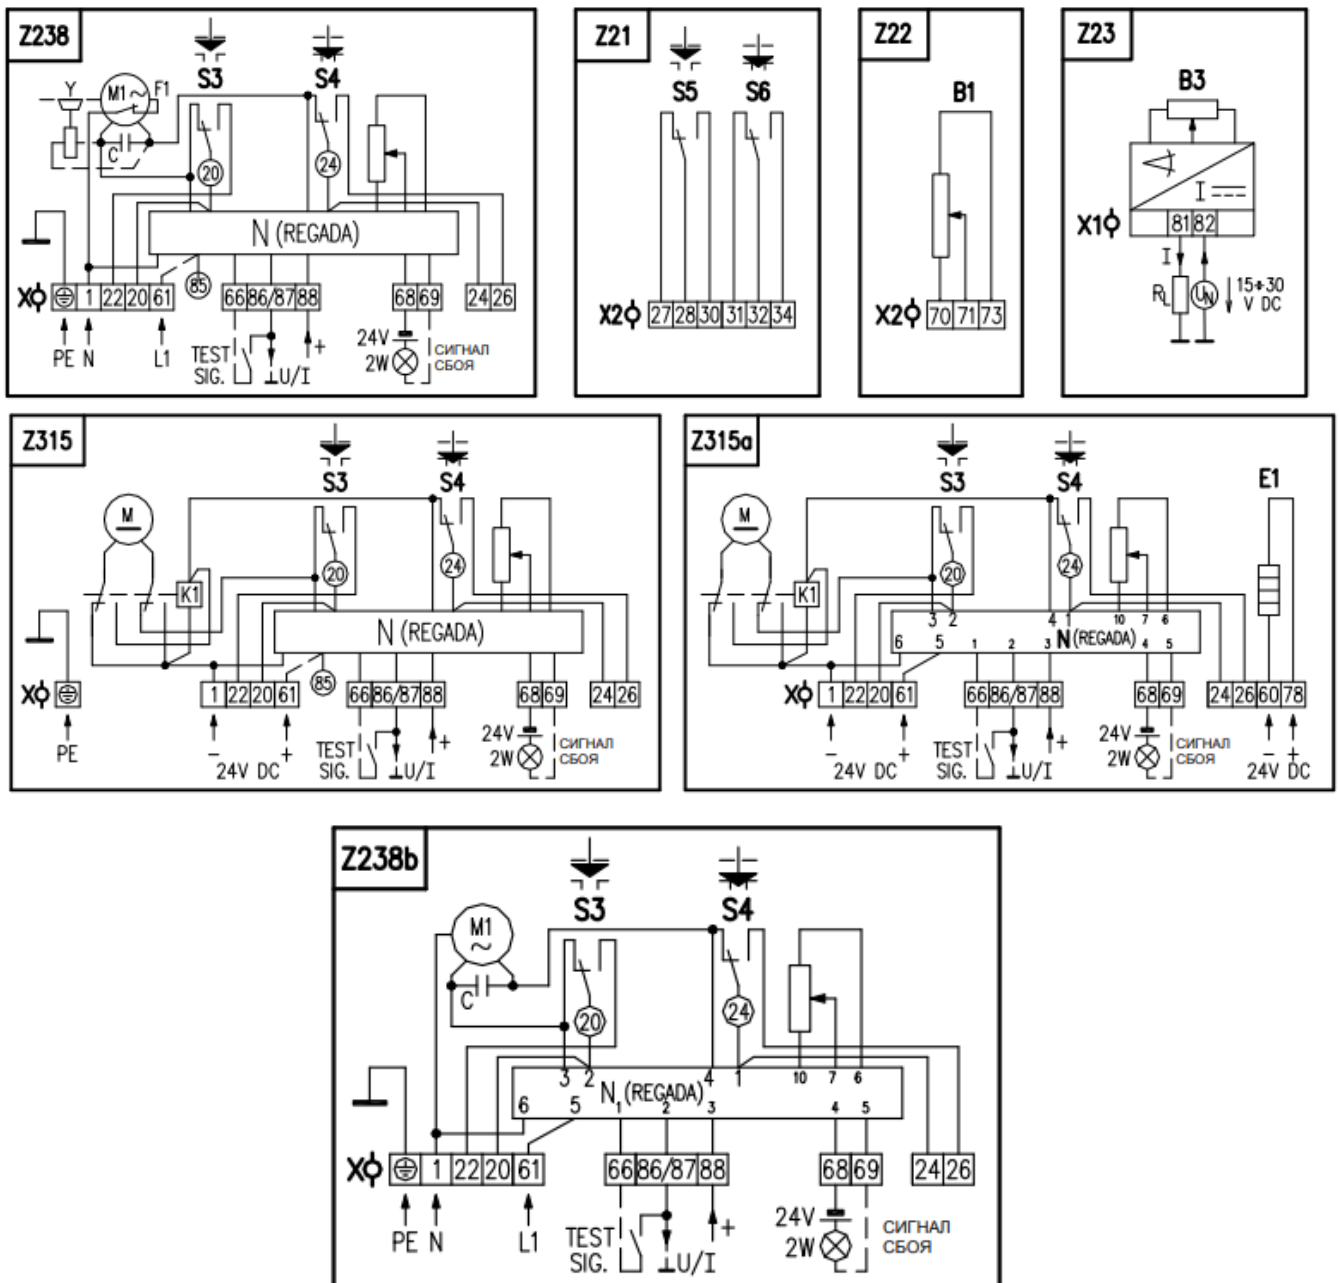 Z238
S3
S4
Y
M1 ~
F1
C
20
24
N (REGADA)
X
1 22 20 61
85
66 86/87 88
68 69
24 26
PE N
L1
TEST
SIG.
U/I
+
24V
2W
СИГНАЛ
СБОЯ
Z21
S5
S6
X2
27 28 30 31 32 34
Z22
B1
X2
70 71 73
Z23
B3
I
X1
81 82
I
RL
UN
15÷30
V DC
Z315
S3
S4
M
K1
20
24
N (REGADA)
X
1 22 20 61
85
66 86/87 88
68 69
24 26
PE
-
+
24V DC
TEST
SIG.
U/I
+
24V
2W
СИГНАЛ
СБОЯ
Z315a
S3
S4
E1
M
K1
20
24
3 2 4 1 10 7 6
N (REGADA)
6 5 1 2 3 4 5
X
1 22 20 61
66 86/87 88
68 69
24 26 60 78
-
+
24V DC
TEST
SIG.
U/I
+
24V
2W
СИГНАЛ
СБОЯ
-
+
24V DC
Z238b
S3
S4
M1
~
C
20
24
3 2 4 1 10 7 6
N (REGADA)
6 5 1 2 3 4 5
X
1 22 20 61
66 86/87 88
68 69
24 26
PE N
L1
TEST
SIG.
U/I
+
24V
2W
СИГНАЛ
СБОЯ